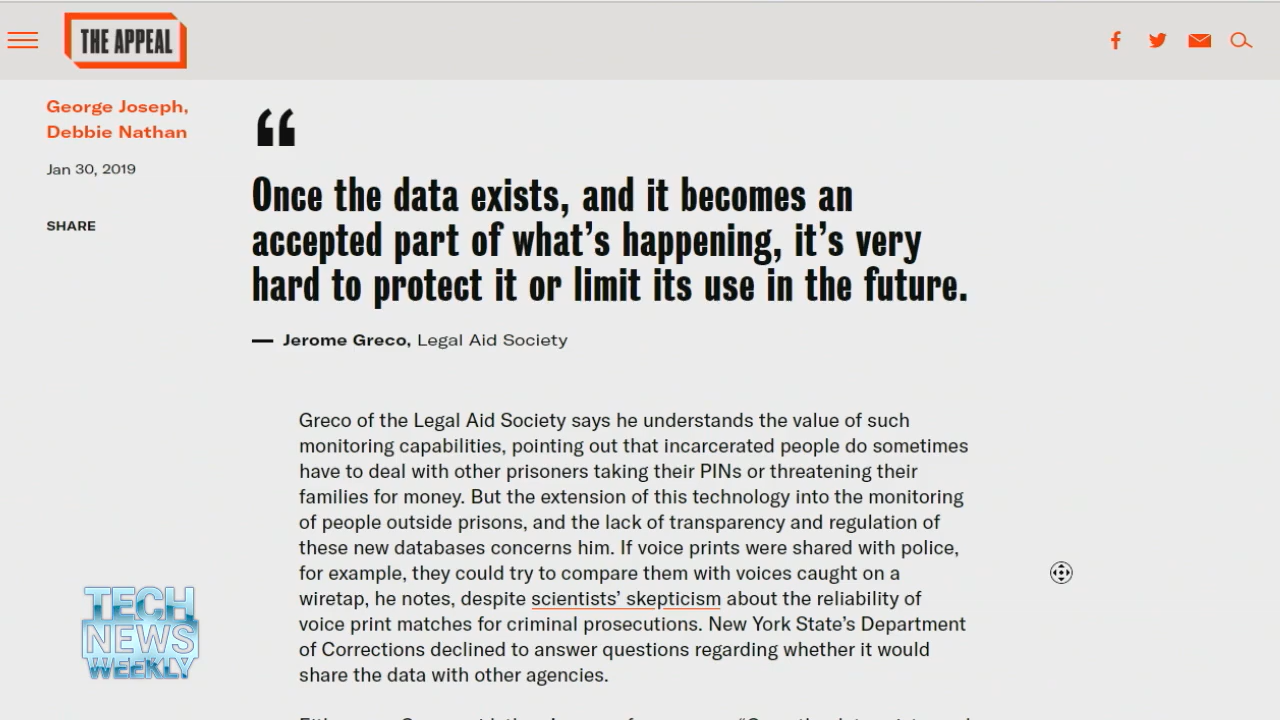 THE APPEAL
George Joseph,
Debbie Nathan
Jan 30, 2019
SHARE
“
Once the data exists, and it becomes an
accepted part of what’s happening, it’s very
hard to protect it or limit its use in the future.
— Jerome Greco, Legal Aid Society
Greco of the Legal Aid Society says he understands the value of such
monitoring capabilities, pointing out that incarcerated people do sometimes
have to deal with other prisoners taking their PINs or threatening their
families for money. But the extension of this technology into the monitoring
of people outside prisons, and the lack of transparency and regulation of
these new databases concerns him. If voice prints were shared with police,
for example, they could try to compare them with voices caught on a
wiretap, he notes, despite scientists’ skepticism about the reliability of
voice print matches for criminal prosecutions. New York State’s Department
of Corrections declined to answer questions regarding whether it would
share the data with other agencies.
TECH
NEWS
WEEKLY